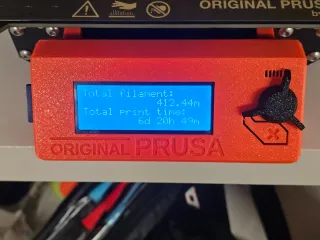 ORIGINAL PRUSA
Total filament:
412.44m
Total print time:
6d 20h 49m
ORIGINAL PRUSA